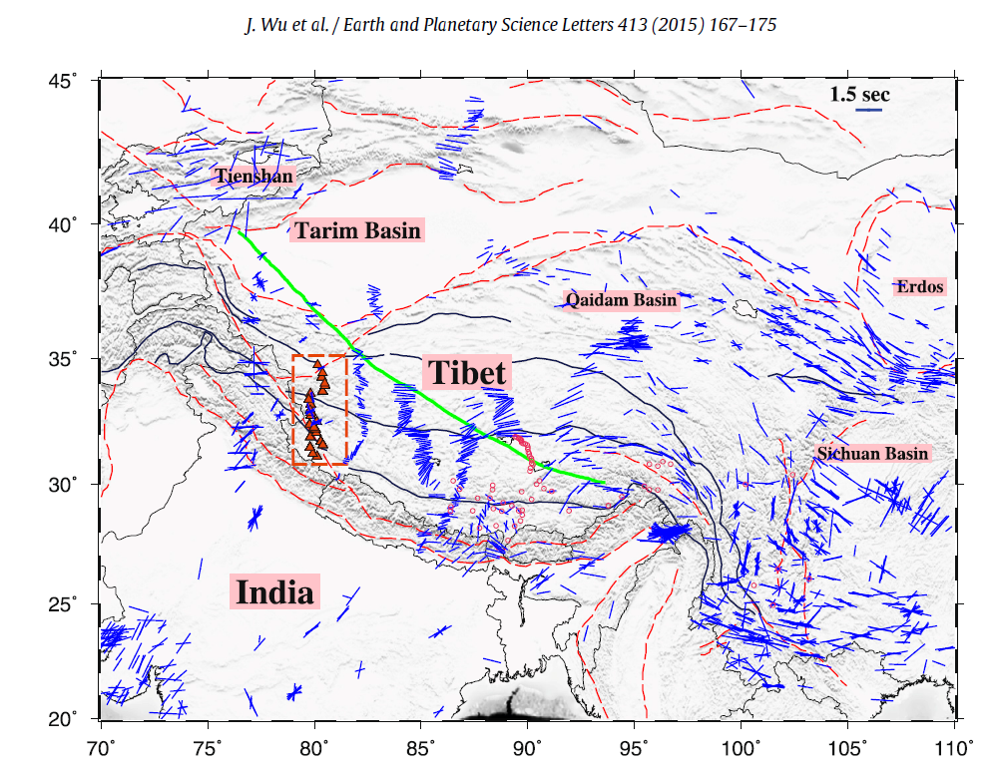 J. Wu et al. / Earth and Planetary Science Letters 413 (2015) 167–175
45°
1.5 sec
Tienshan
40°
Tarim Basin
Erdos
Qaidam Basin
35°
Tibet
Sichuan Basin
30°
India
25°
20°
70° 75° 80° 85° 90° 95° 100° 105° 110°